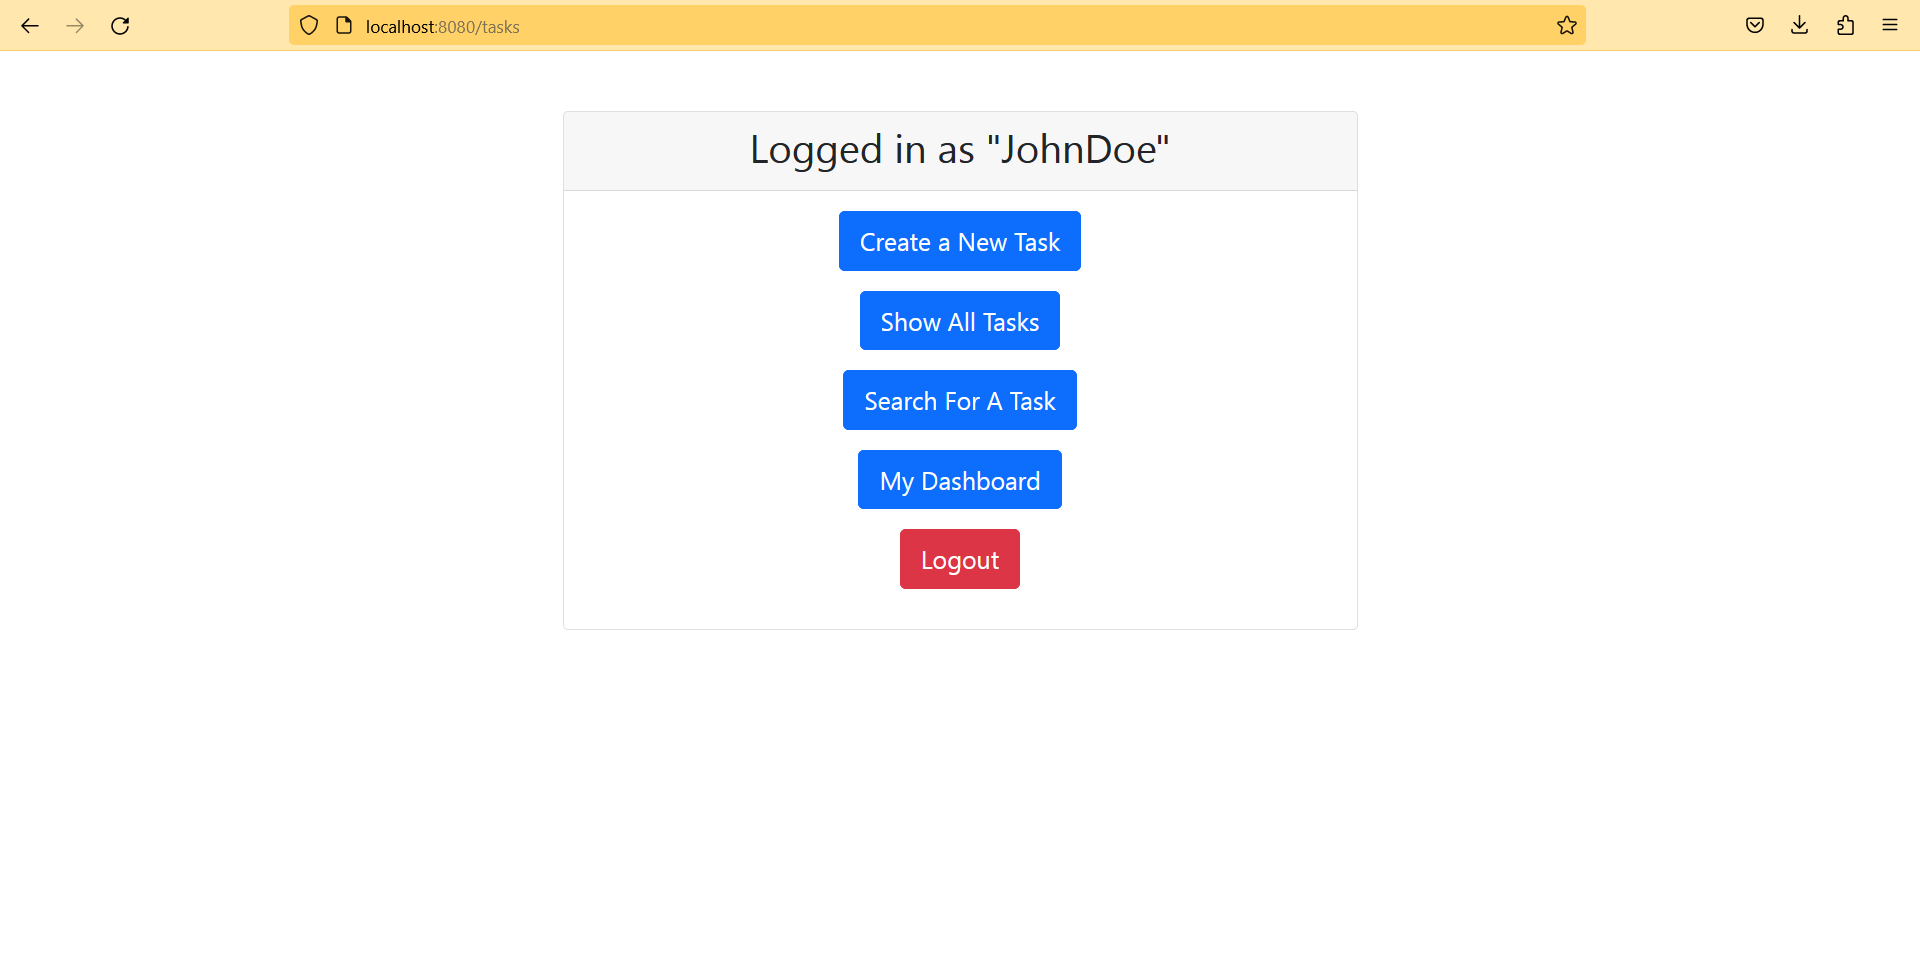 localhost:8080/tasks
Logged in as "JohnDoe"
Create a New Task
Show All Tasks
Search For A Task
My Dashboard
Logout